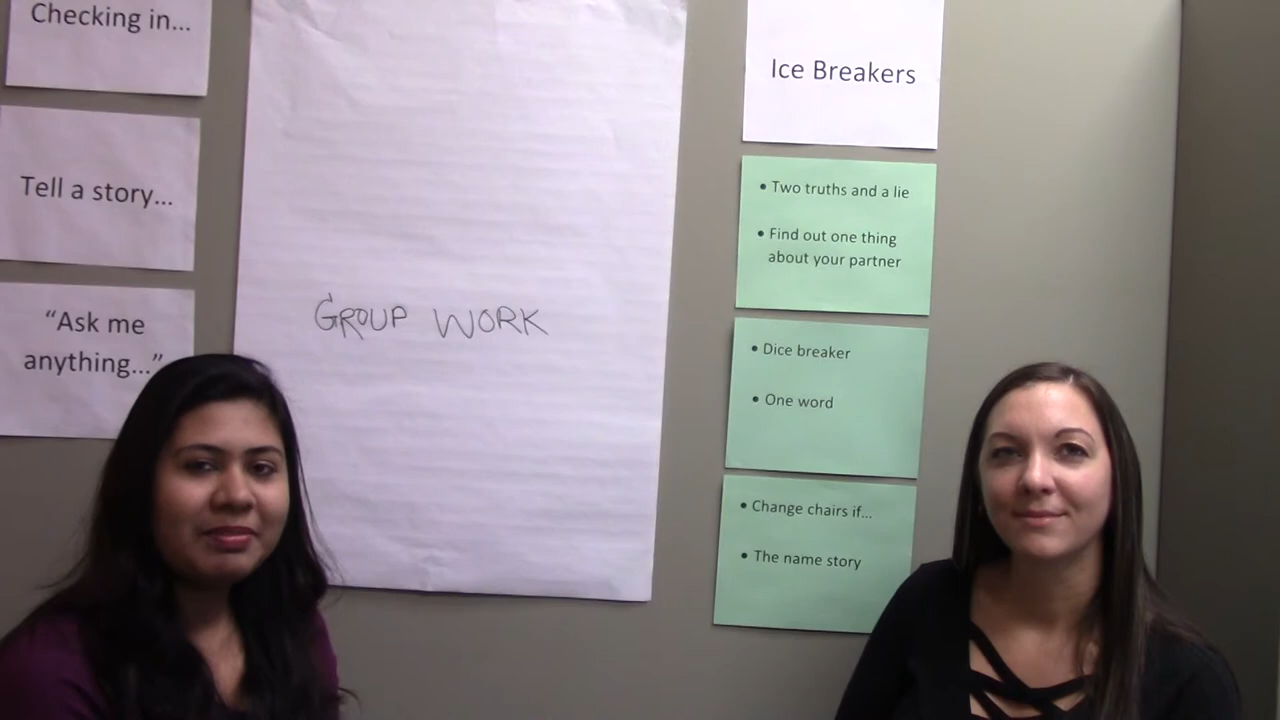 Checking in...
Tell a story...
“Ask me
anything...”
GROUP WORK
Ice Breakers
• Two truths and a lie
• Find out one thing
about your partner
• Dice breaker
• One word
• Change chairs if...
• The name story